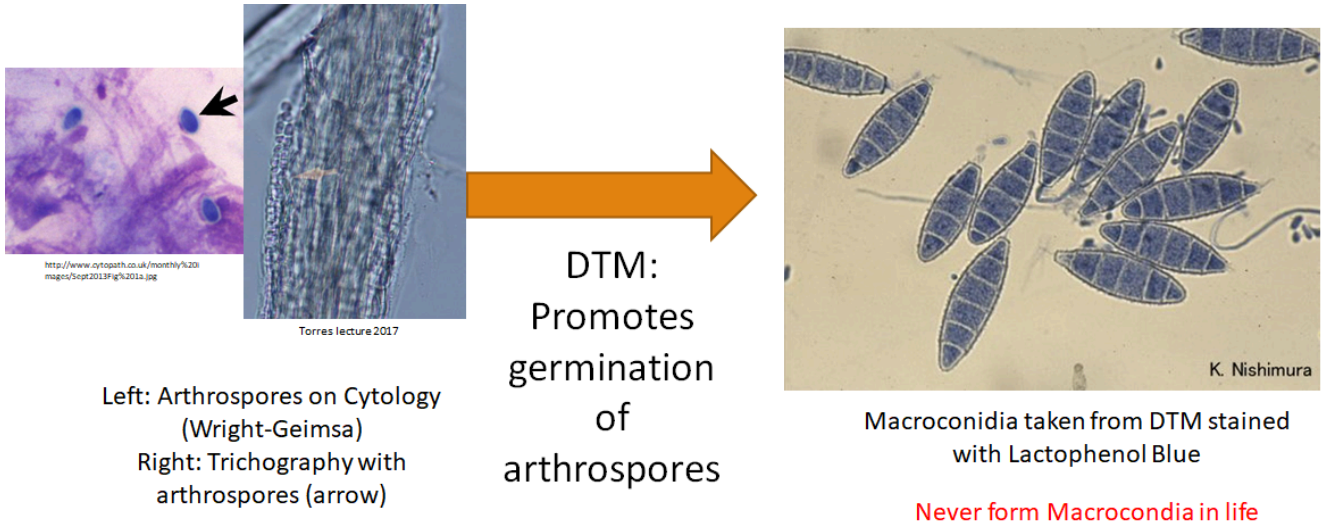 http://www.cytopath.co.uk/monthly%20i
mages/Sept2013Fig%201a.jpg
Torres lecture 2017
Left: Arthrospores on Cytology
(Wright-Geimsa)
Right: Trichography with
arthrospores (arrow)
DTM:
Promotes
germination
of
arthrospores
K. Nishimura
Macroconidia taken from DTM stained
with Lactophenol Blue
Never form Macrocondia in life